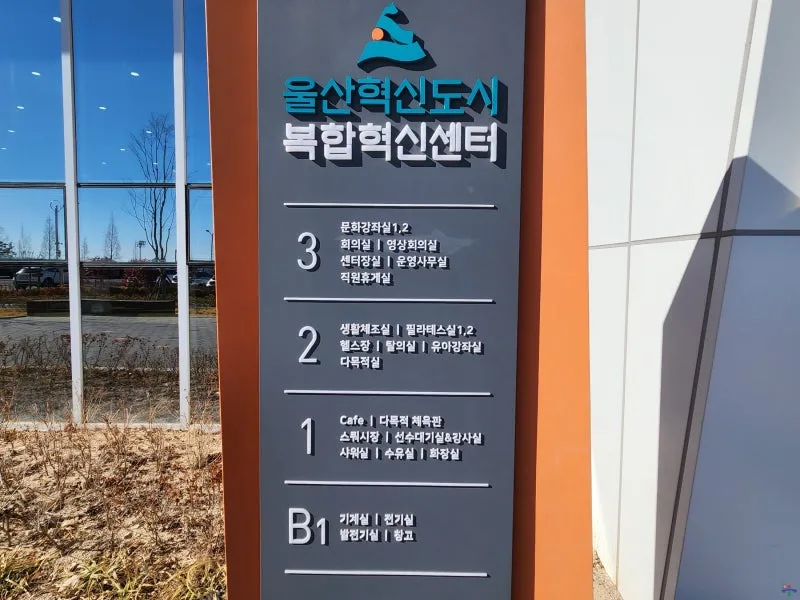 울산혁신도시
복합혁신센터
3
문화강좌실1,2
회의실 | 영상회의실
센터장실 | 운영사무실
직원휴게실
2
생활체조실 | 필라테스실1,2
헬스장 | 탈의실 | 유아강좌실
다목적실
1
Cafe | 다목적 체육관
스쿼시장 | 선수대기실&강사실
샤워실 | 수유실 | 화장실
B1
기계실 | 전기실
발전기실 | 창고